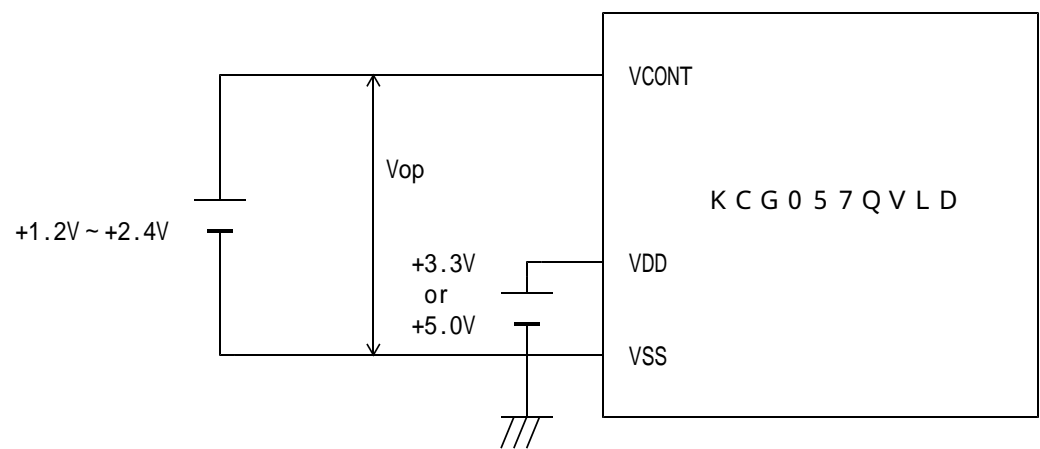 VCONT
Vop
KCG057QVLD
+1.2V~+2.4V
+3.3V
or
+5.0V
VDD
VSS